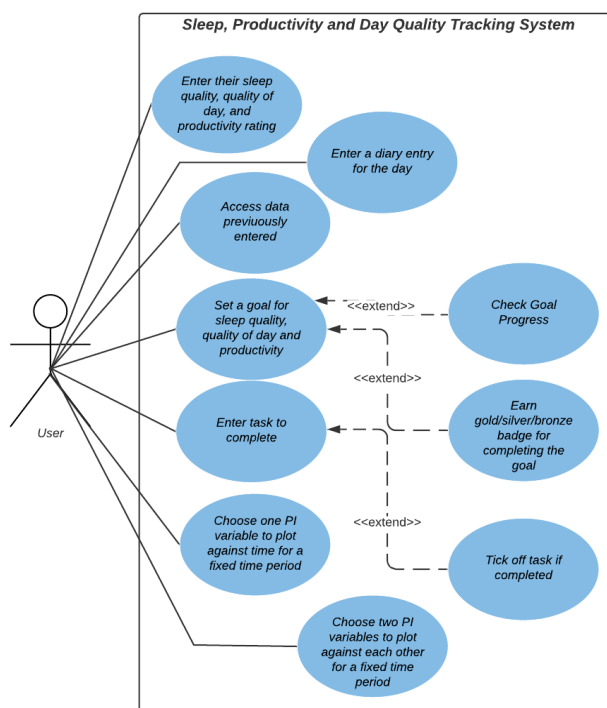 Sleep, Productivity and Day Quality Tracking System
Enter their sleep
quality, quality of
day, and
productivity rating
Enter a diary entry
for the day
Access data
previuously
entered
Set a goal for
sleep quality,
quality of day and
productivity
<<extend>>
Check Goal
Progress
<<extend>>
User
Enter task to
complete
Earn
gold/silver/bronze
badge for
completing the
goal
Choose one PI
variable to plot
against time for a
fixed time period
<<extend>>
Tick off task if
completed
Choose two PI
variables to plot
against each other
for a fixed time
period